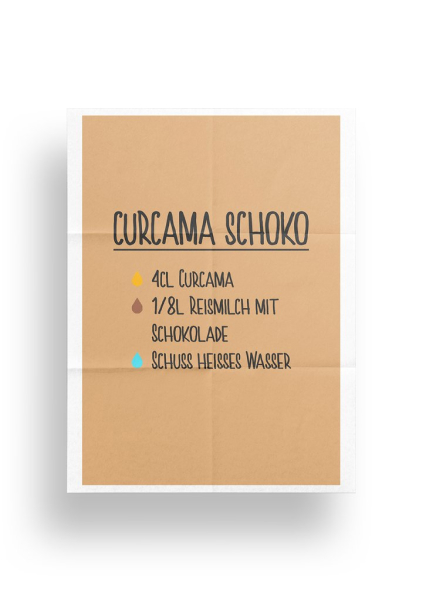 CURCAMA SCHOKO
4CL CURCAMA
1/8L REISMILCH MIT
SCHOKOLADE
SCHUSS HEISSES WASSER